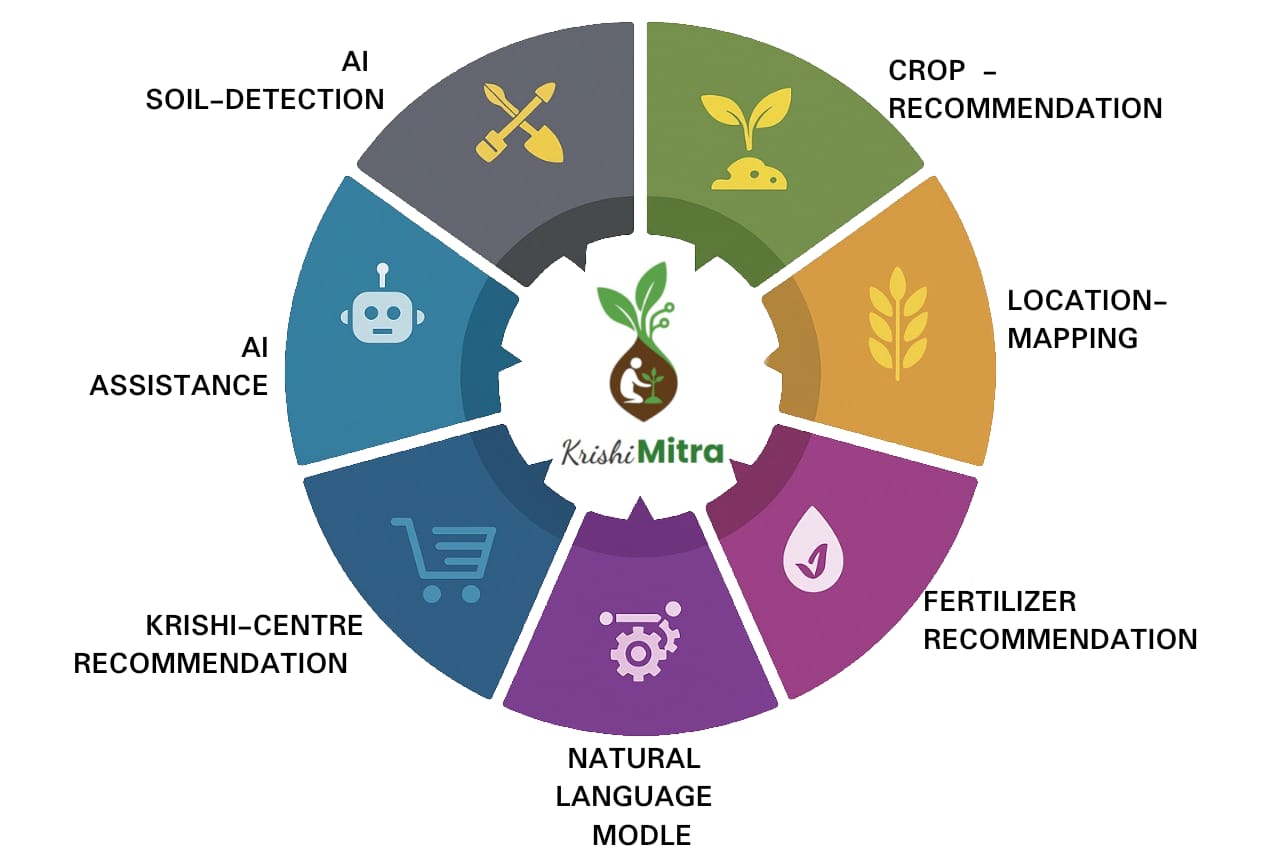 AI
SOIL-DETECTION
CROP -
RECOMMENDATION
LOCATION-
MAPPING
AI
ASSISTANCE
KrishiMitra
FERTILIZER
RECOMMENDATION
KRISHI-CENTRE
RECOMMENDATION
NATURAL
LANGUAGE
MODLE